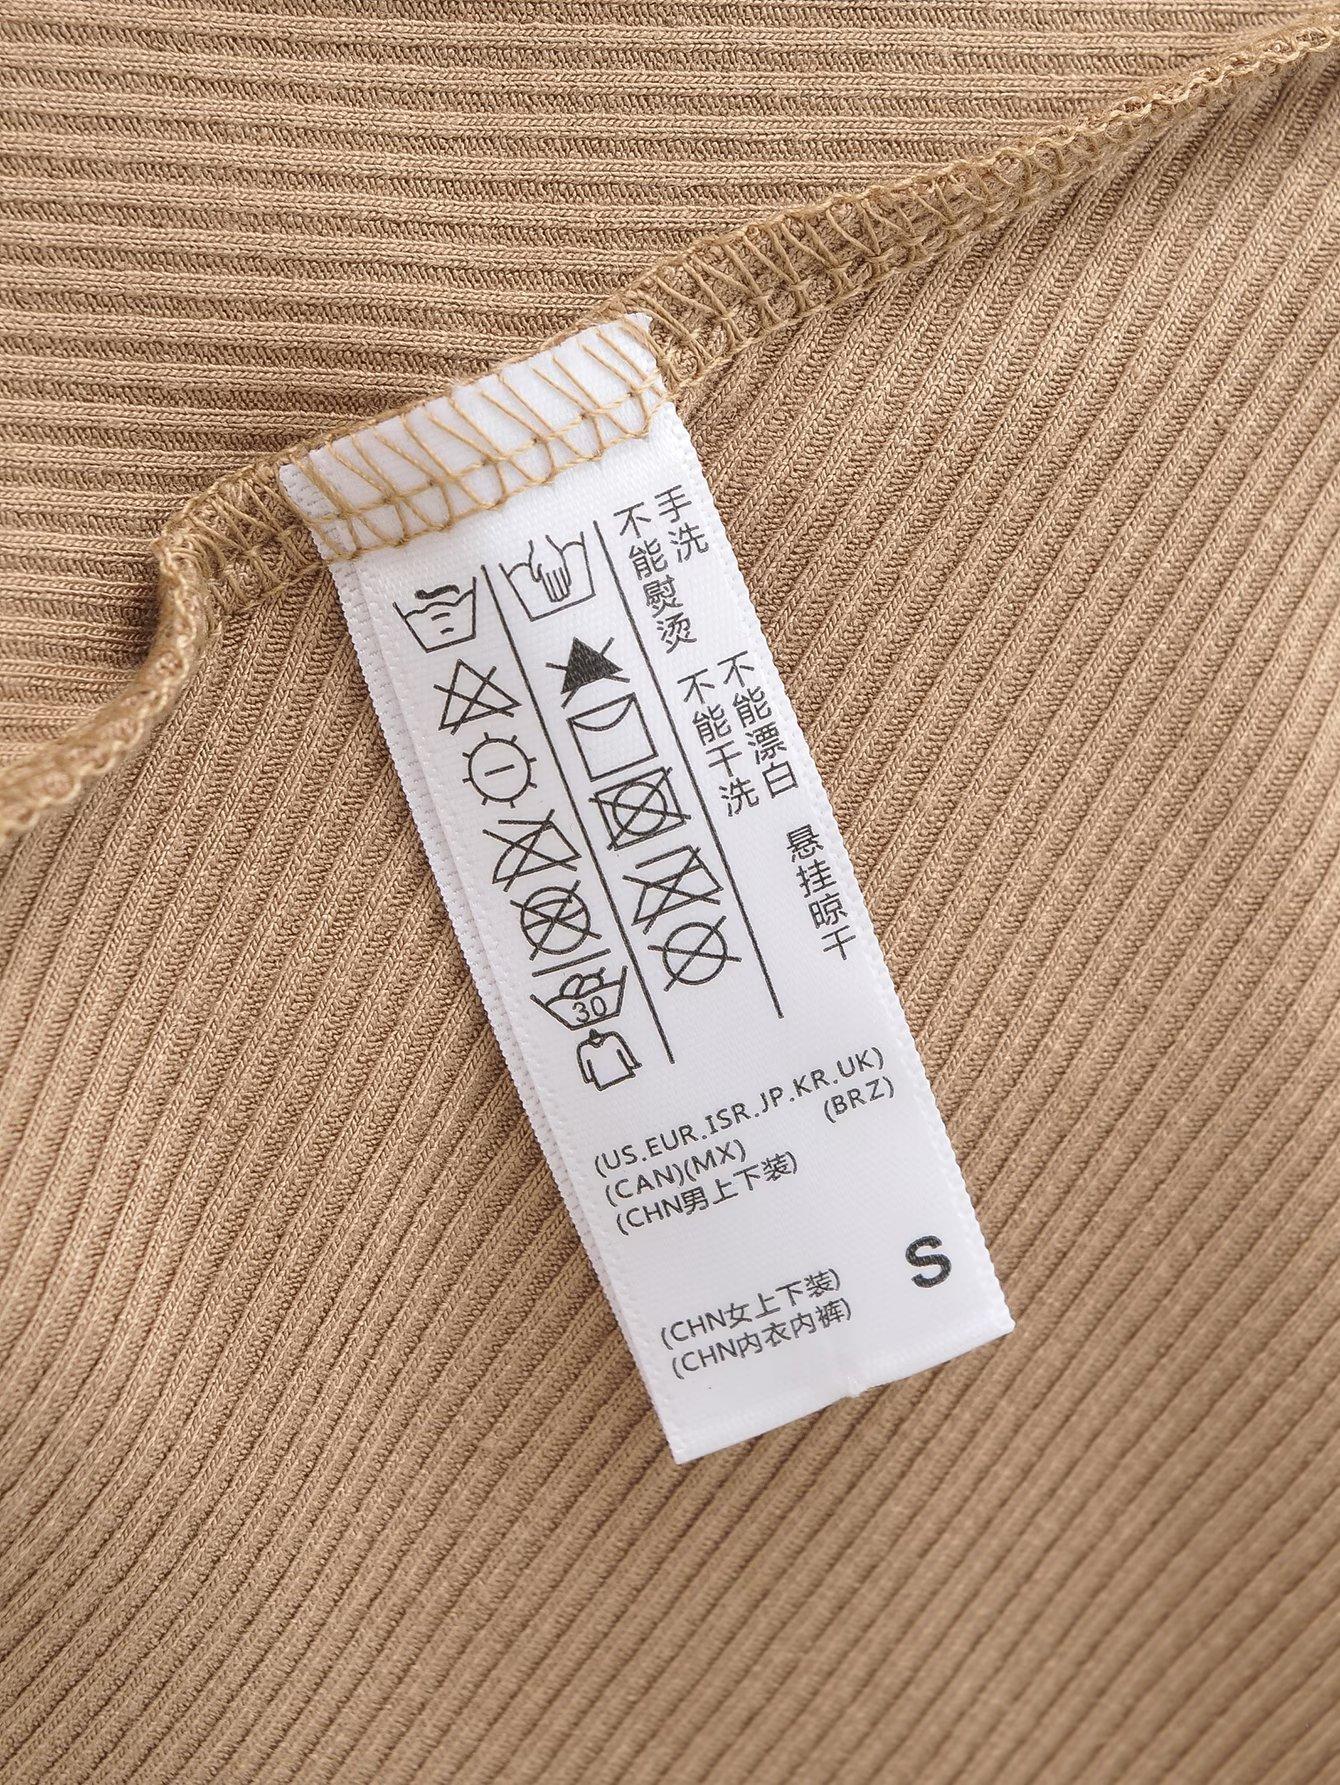 手洗 不能漂白 悬挂晾干
不能熨烫 不能干洗
30
(US.EUR.ISR.JP.KR.UK)
(CAN)(MX) (BRZ)
(CHN男上下装)
S
(CHN女上下装)
(CHN内衣内裤)